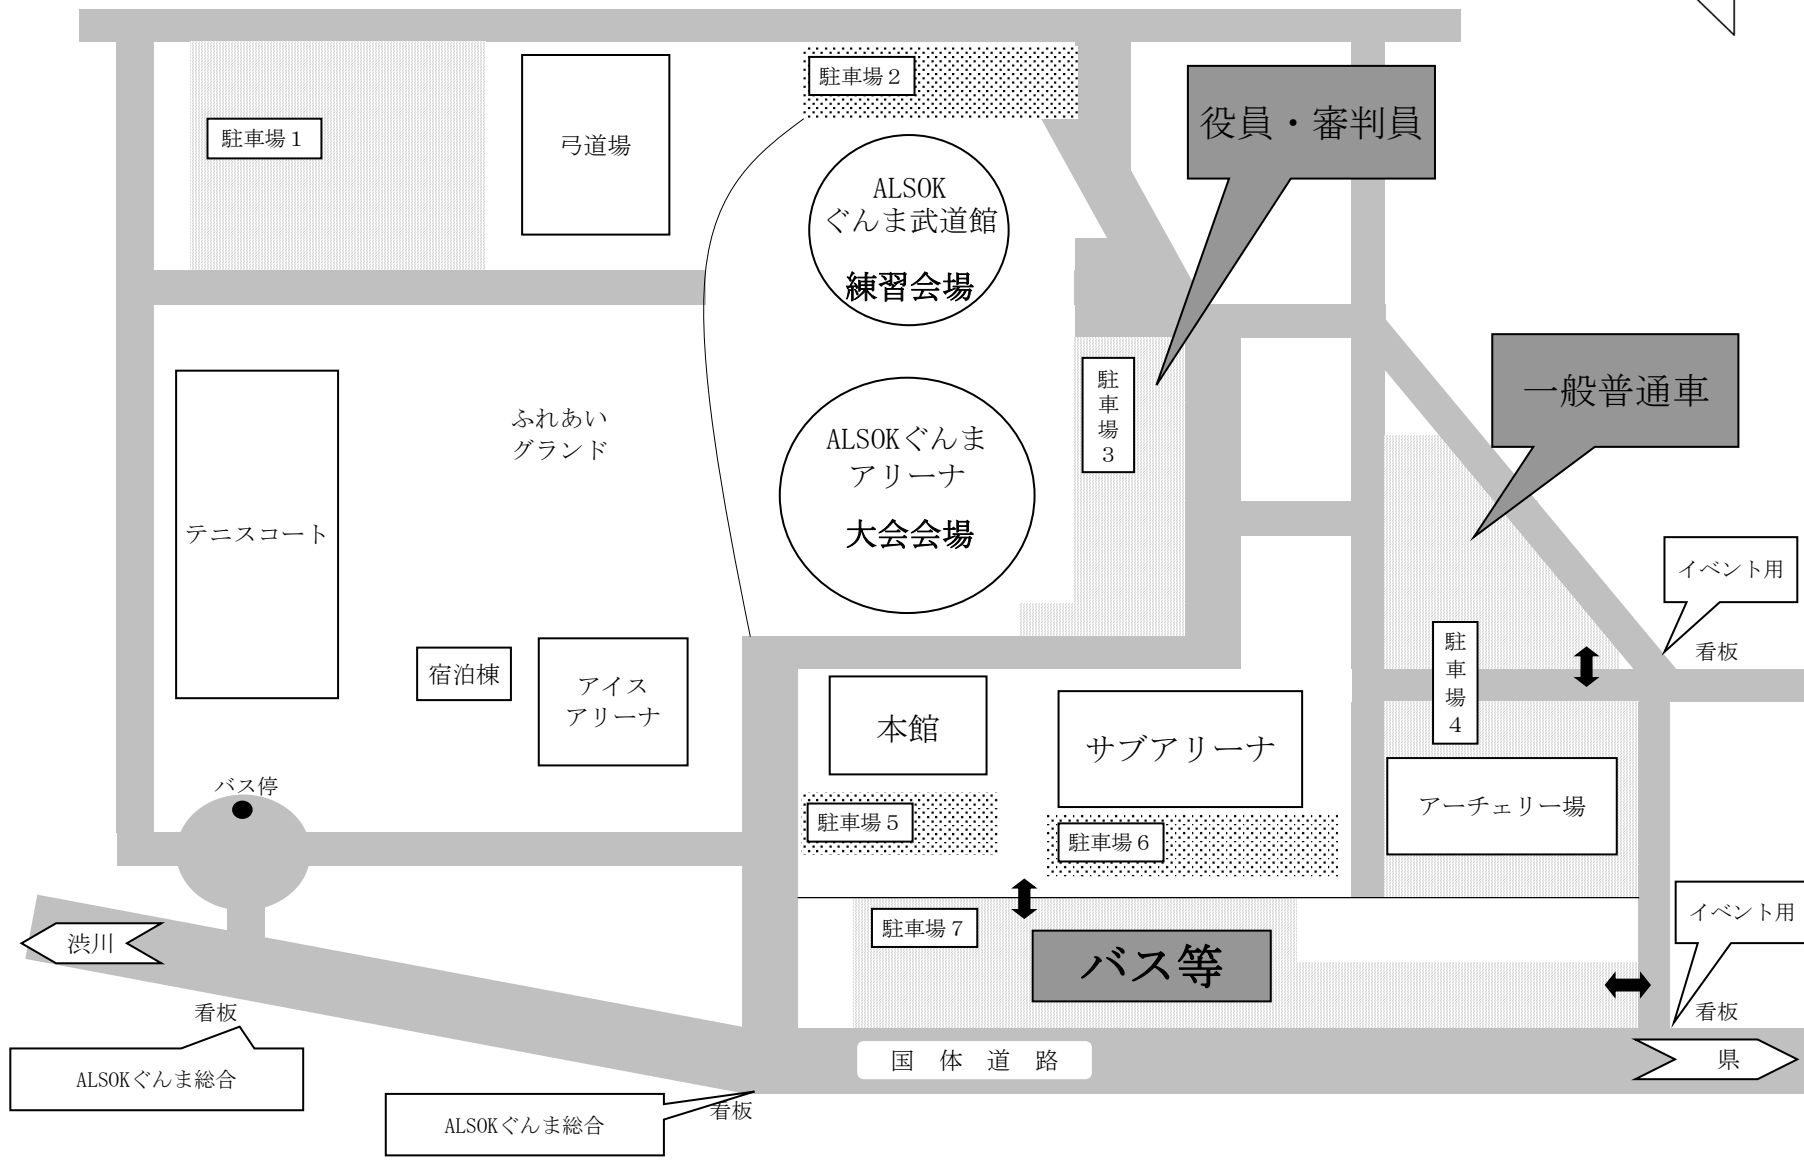 駐車場２
役員・審判員
駐車場１
弓道場
ALSOK
ぐんま武道館
練習会場
一般普通車
駐車場３
ふれあい
グランド
ALSOKぐんま
アリーナ
大会会場
テニスコート
イベント用
看板
駐車場４
宿泊棟
アイス
アリーナ
本館
サブアリーナ
バス停
駐車場５
駐車場６
アーチェリー場
イベント用
看板
駐車場７
バス等
渋川
看板
ALSOKぐんま総合
国体道路
県
ALSOKぐんま総合
看板